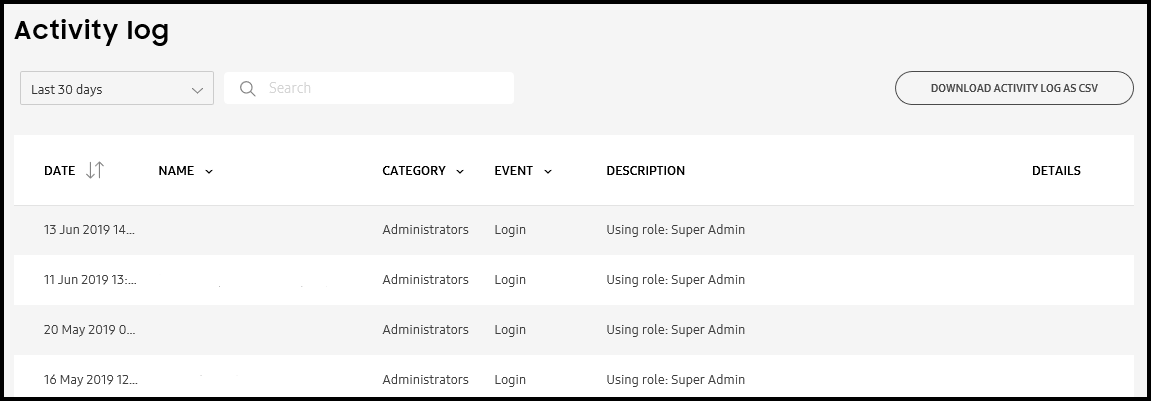 Activity log
Last 30 days Search DOWNLOAD ACTIVITY LOG AS CSV
DATE NAME CATEGORY EVENT DESCRIPTION DETAILS
13 Jun 2019 14... Administrators Login Using role: Super Admin
11 Jun 2019 13:... Administrators Login Using role: Super Admin
20 May 2019 0... Administrators Login Using role: Super Admin
16 May 2019 12... Administrators Login Using role: Super Admin